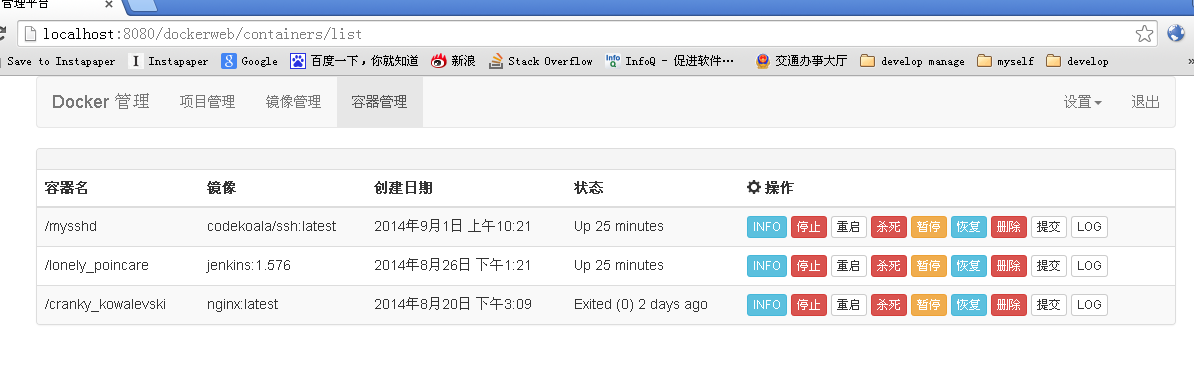 管理平台
localhost:8080/dockerweb/containers/list
Save to Instapaper Instapaper Google 百度一下，你就知道 新浪 Stack Overflow InfoQ - 促进软件… 交通办事大厅 develop manage myself develop
Docker 管理 项目管理 镜像管理 容器管理 设置 退出
容器名 镜像 创建日期 状态 操作
/mysshd codekoala/ssh:latest 2014年9月1日 上午10:21 Up 25 minutes INFO 停止 重启 杀死 暂停 恢复 删除 提交 LOG
/lonely_poincare jenkins:1.576 2014年8月26日 下午1:21 Up 25 minutes INFO 停止 重启 杀死 暂停 恢复 删除 提交 LOG
/cranky_kowalevski nginx:latest 2014年8月20日 下午3:09 Exited (0) 2 days ago INFO 停止 重启 杀死 暂停 恢复 删除 提交 LOG